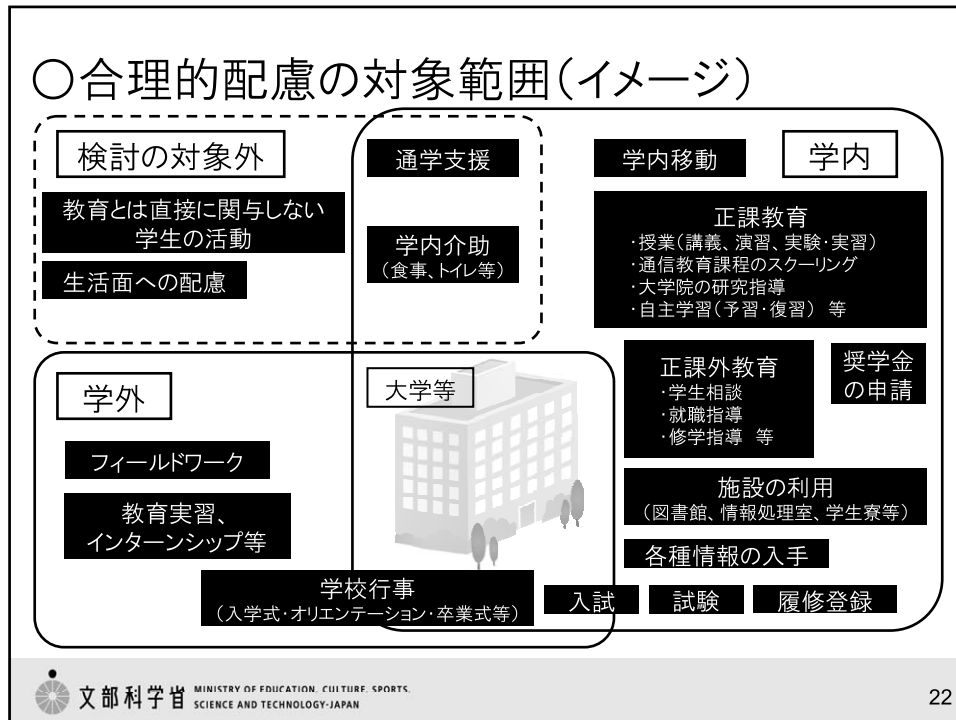 ○合理的配慮の対象範囲(イメージ)
検討の対象外
教育とは直接に関与しない
学生の活動
生活面への配慮
通学支援
学内介助
(食事、トイレ等)
学内移動
学内
正課教育
・授業(講義、演習、実験・実習)
・通信教育課程のスクーリング
・大学院の研究指導
・自主学習(予習・復習) 等
正課外教育
・学生相談
・就職指導
・修学指導 等
奨学金
の申請
学外
大学等
フィールドワーク
教育実習、
インターンシップ等
施設の利用
(図書館、情報処理室、学生寮等)
各種情報の入手
学校行事
(入学式・オリエンテーション・卒業式等)
入試
試験
履修登録
文部科学省
MINISTRY OF EDUCATION, CULTURE, SPORTS,
SCIENCE AND TECHNOLOGY-JAPAN
22